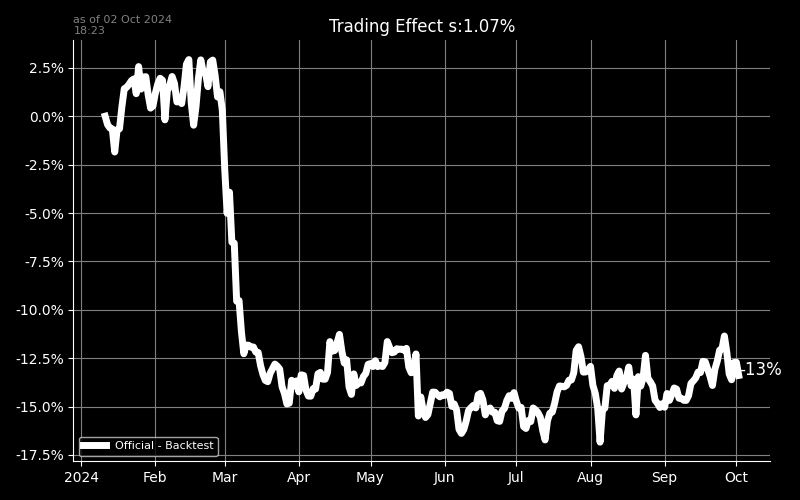 as of 02 Oct 2024
18:23
Trading Effect s:1.07%
2.5%
0.0%
-2.5%
-5.0%
-7.5%
-10.0%
-12.5%
-15.0%
-17.5%
-13%
Official - Backtest
2024 Feb Mar Apr May Jun Jul Aug Sep Oct